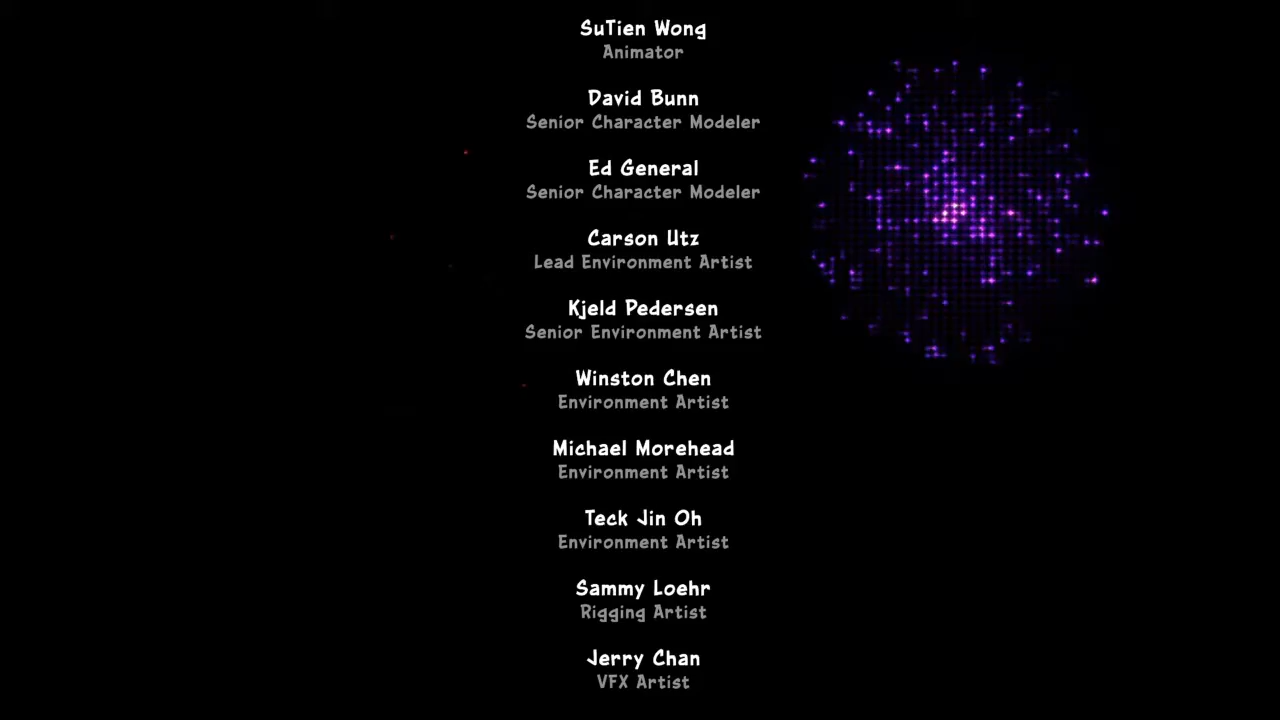 SuTien Wong
Animator
David Bunn
Senior Character Modeler
Ed General
Senior Character Modeler
Carson Utz
Lead Environment Artist
Kjeld Pedersen
Senior Environment Artist
Winston Chen
Environment Artist
Michael Morehead
Environment Artist
Teck Jin Oh
Environment Artist
Sammy Loehr
Rigging Artist
Jerry Chan
VFX Artist